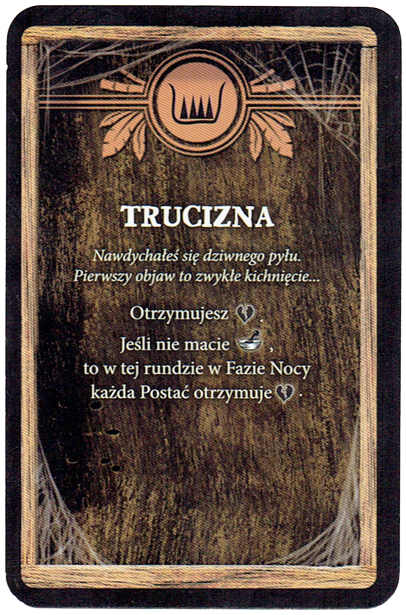 TRUCIZNA
Nawdychałeś się dziwnego pyłu.
Pierwszy objaw to zwykłe kichnięcie...
Otrzymujesz .
Jeśli nie macie ,
to w tej rundzie w Fazie Nocy
każda Postać otrzymuje .